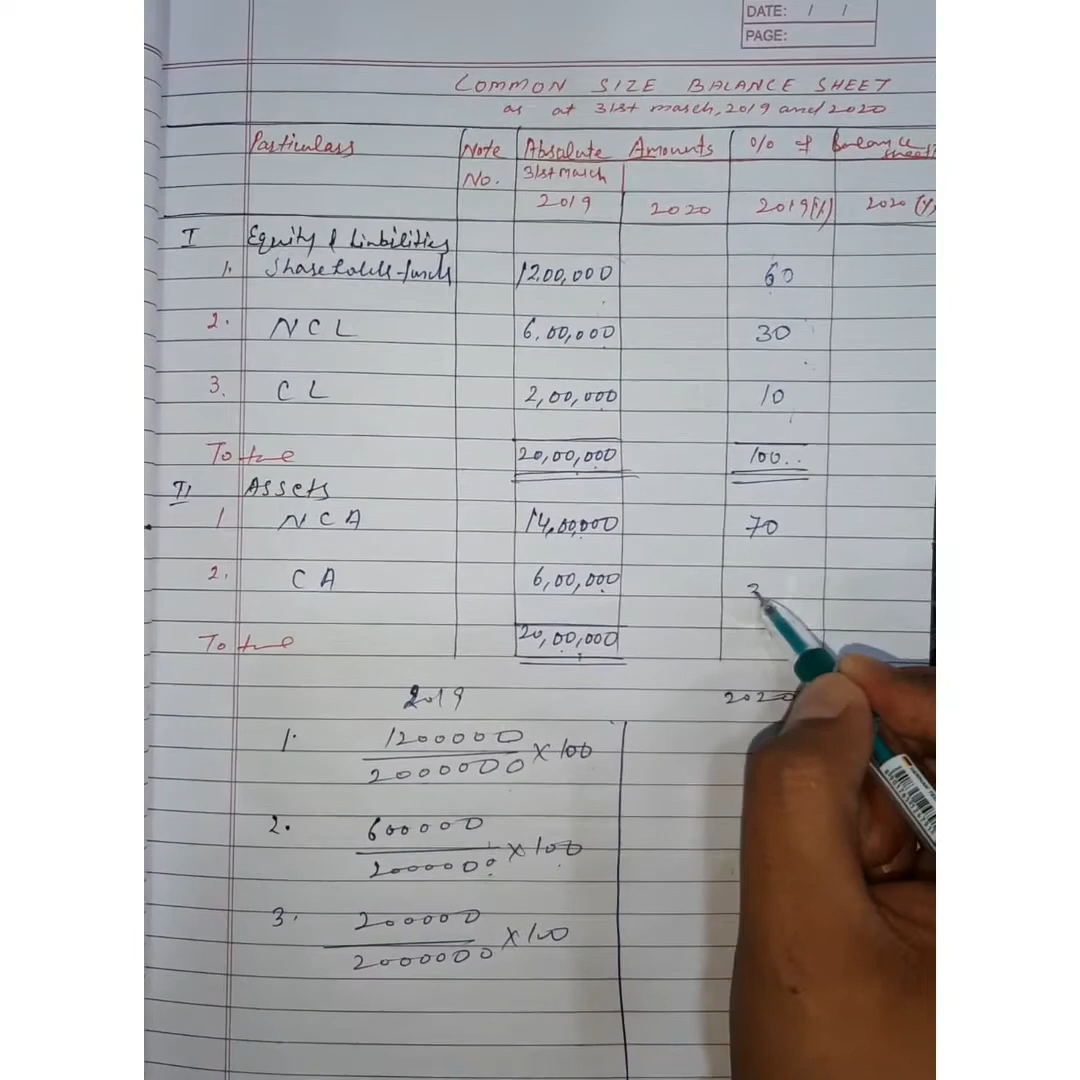 DATE: / /
PAGE:
COMMON SIZE BALANCE SHEET
as at 31st march, 2019 and 2020
Particulars Note Absolute Amounts % of Balance sheet
No. 31st march
2019 2020 2019(%) 2020 (%)
I Equity & Liabilities
1. Shareholders funds 1200,000 60
2. NCL 6,00,000 30
3. CL 2,00,000 10
Total 20,00,000 100
II Assets
1 NCA 14,00,000 70
2. CA 6,00,000
Total 20,00,000
2019 2020
1. 1200000
2000000 × 100
2. 600000
2000000 × 100
3. 200000
2000000 × 100